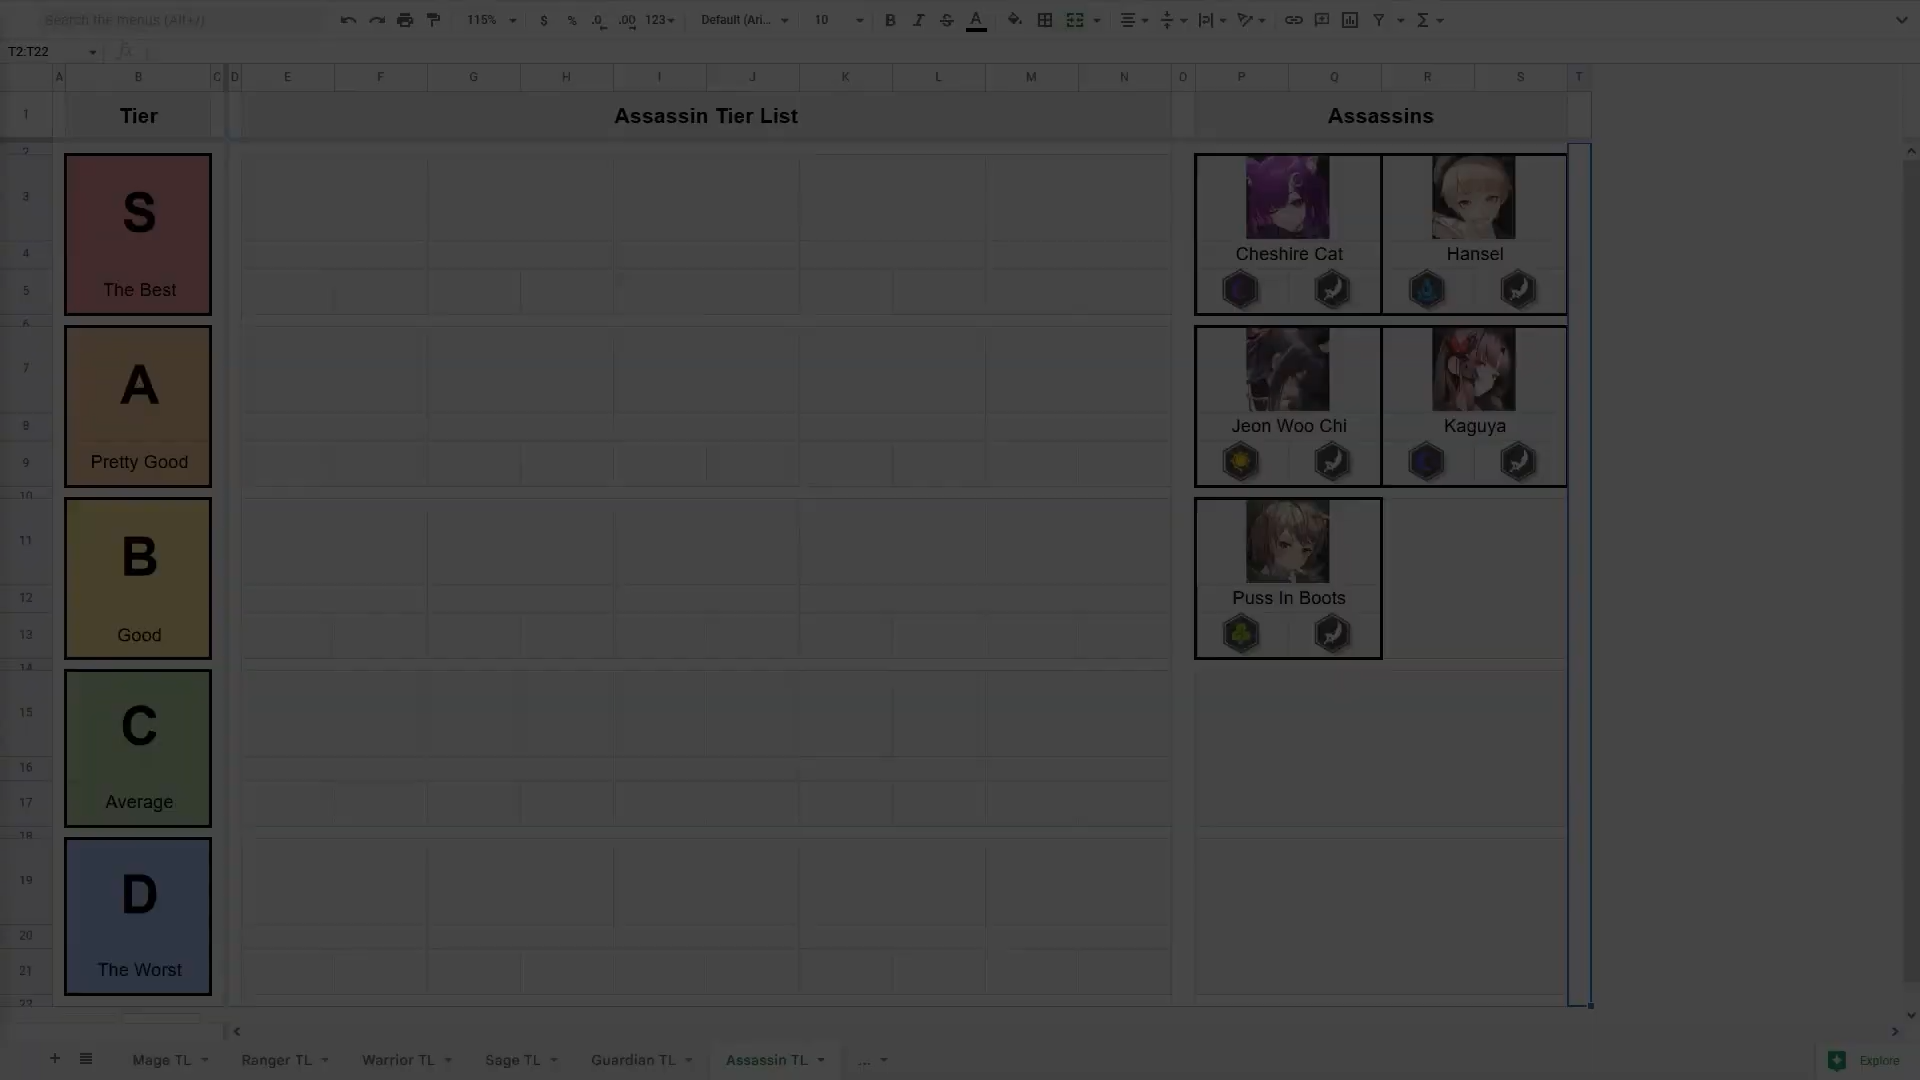 Search the menus (Alt+/)
115% $ % .0 .00 123 Default (Ari... 10 B I S A
T2:T22 fx
A B C D E F G H I J K L M N O P Q R S T
1 Tier Assassin Tier List Assassins
2
3 S
4 Cheshire Cat Hansel
5 The Best
6
7 A
8 Jeon Woo Chi Kaguya
9 Pretty Good
10
11 B
12 Puss In Boots
13 Good
14
15 C
16
17 Average
18
19 D
20
21 The Worst
22
Mage TL Ranger TL Warrior TL Sage TL Guardian TL Assassin TL ... Explore